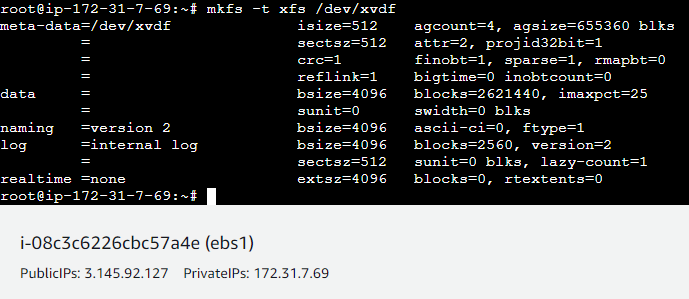 root@ip-172-31-7-69:~# mkfs -t xfs /dev/xvdf
meta-data=/dev/xvdf              isize=512    agcount=4, agsize=655360 blks
         =                       sectsz=512   attr=2, projid32bit=1
         =                       crc=1        finobt=1, sparse=1, rmapbt=0
         =                       reflink=1    bigtime=0 inobtcount=0
data     =                       bsize=4096   blocks=2621440, imaxpct=25
         =                       sunit=0      swidth=0 blks
naming   =version 2              bsize=4096   ascii-ci=0, ftype=1
log      =internal log           bsize=4096   blocks=2560, version=2
         =                       sectsz=512   sunit=0 blks, lazy-count=1
realtime =none                   extsz=4096   blocks=0, rtextents=0
root@ip-172-31-7-69:~#
i-08c3c6226cbc57a4e (ebs1)
PublicIPs: 3.145.92.127    PrivateIPs: 172.31.7.69